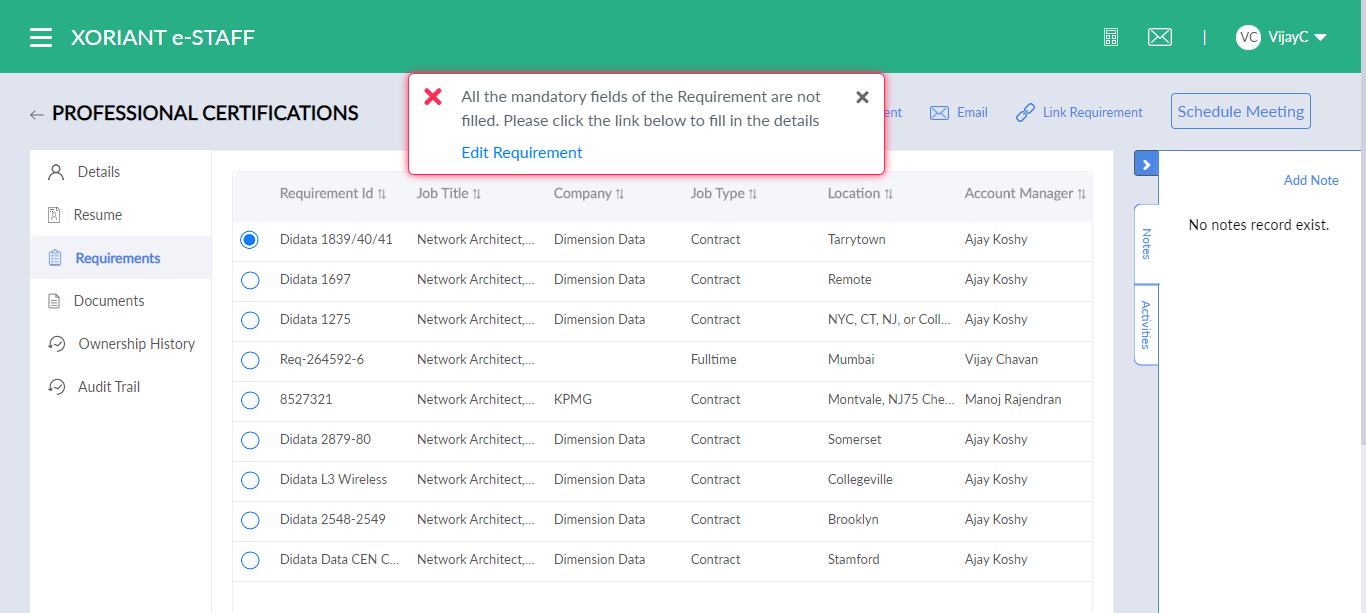 XORIANT e-STAFF
VC VijayC
PROFESSIONAL CERTIFICATIONS
All the mandatory fields of the Requirement are not
filled. Please click the link below to fill in the details
Edit Requirement
Email
Link Requirement
Schedule Meeting
Details
Resume
Requirements
Documents
Ownership History
Audit Trail
Requirement Id Job Title Company Job Type Location Account Manager
Didata 1839/40/41 Network Architect,... Dimension Data Contract Tarrytown Ajay Koshy
Didata 1697 Network Architect,... Dimension Data Contract Remote Ajay Koshy
Didata 1275 Network Architect,... Dimension Data Contract NYC, CT, NJ, or Coll... Ajay Koshy
Req-264592-6 Network Architect,... Fulltime Mumbai Vijay Chavan
8527321 Network Architect,... KPMG Contract Montvale, NJ75 Che... Manoj Rajendran
Didata 2879-80 Network Architect,... Dimension Data Contract Somerset Ajay Koshy
Didata L3 Wireless Network Architect,... Dimension Data Contract Collegeville Ajay Koshy
Didata 2548-2549 Network Architect,... Dimension Data Contract Brooklyn Ajay Koshy
Didata Data CEN C... Network Architect,... Dimension Data Contract Stamford Ajay Koshy
Add Note
No notes record exist.
Notes
Activities